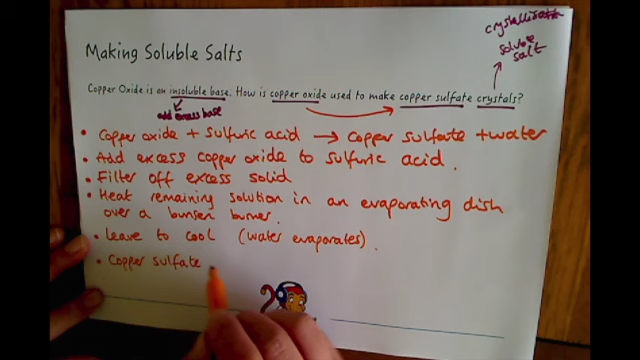 crystallisation
soluble
salt
Making Soluble Salts
Copper Oxide is an insoluble base. How is copper oxide used to make copper sulfate crystals?
add excess base
• Copper oxide + sulfuric acid → copper sulfate + water
• Add excess copper oxide to sulfuric acid.
• Filter off excess solid
• Heat remaining solution in an evaporating dish
over a bunsen burner.
• Leave to cool (water evaporates).
• Copper sulfate